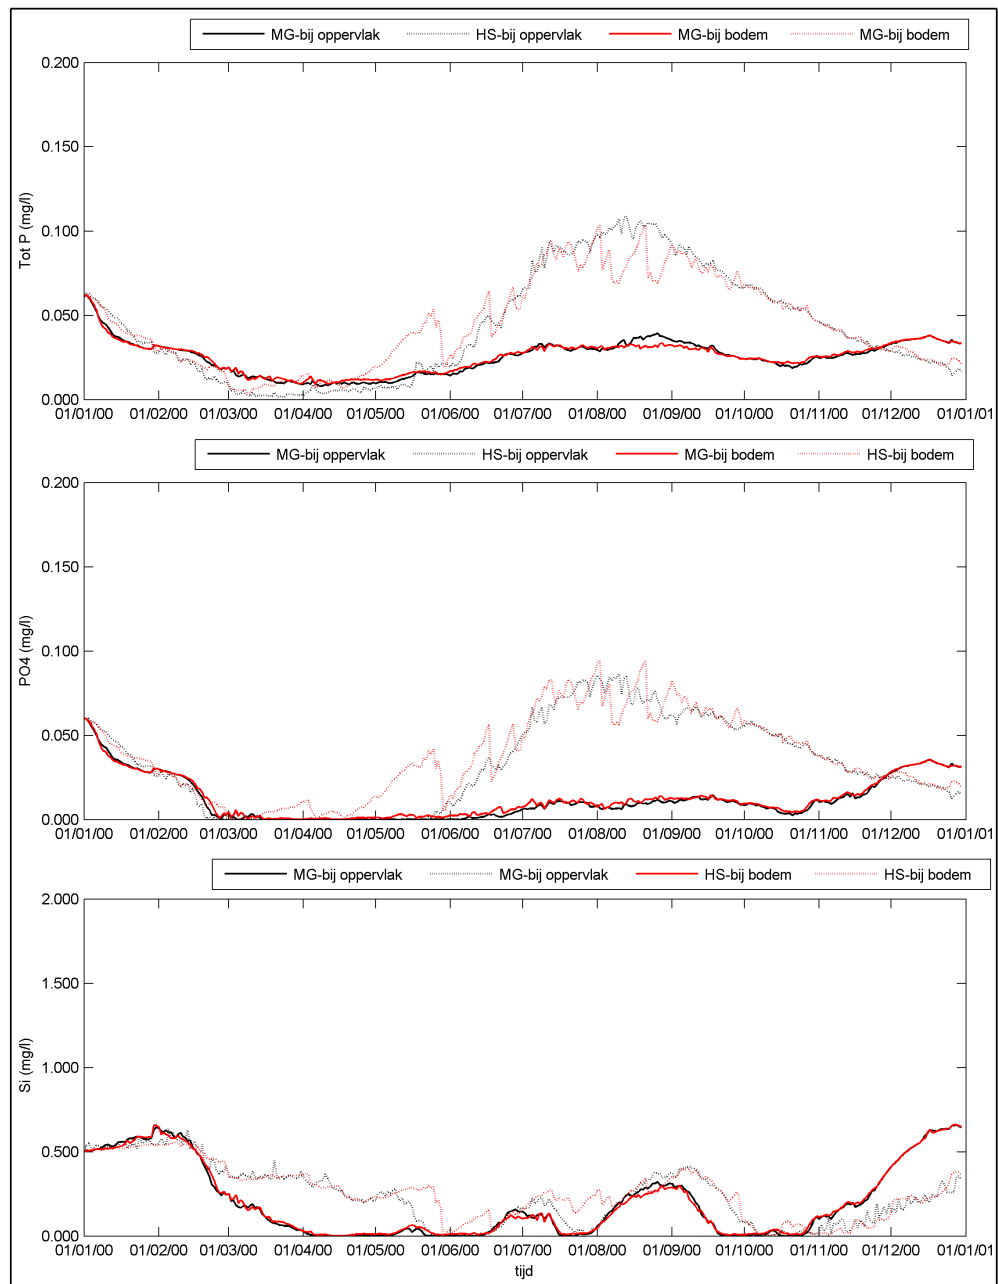 MG-bij oppervlak HS-bij oppervlak MG-bij bodem MG-bij bodem
0.200
0.150
0.100
0.050
0.000
Tot P (mg/l)
01/01/00 01/02/00 01/03/00 01/04/00 01/05/00 01/06/00 01/07/00 01/08/00 01/09/00 01/10/00 01/11/00 01/12/00 01/01/01
MG-bij oppervlak HS-bij oppervlak MG-bij bodem HS-bij bodem
0.200
0.150
0.100
0.050
0.000
PO4 (mg/l)
01/01/00 01/02/00 01/03/00 01/04/00 01/05/00 01/06/00 01/07/00 01/08/00 01/09/00 01/10/00 01/11/00 01/12/00 01/01/01
MG-bij oppervlak MG-bij oppervlak HS-bij bodem HS-bij bodem
2.000
1.500
1.000
0.500
0.000
Si (mg/l)
01/01/00 01/02/00 01/03/00 01/04/00 01/05/00 01/06/00 01/07/00 01/08/00 01/09/00 01/10/00 01/11/00 01/12/00 01/01/01
tijd